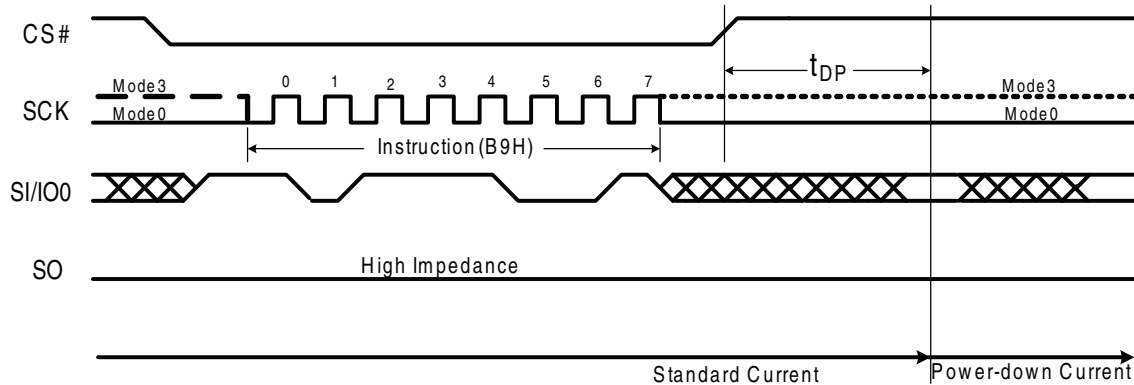 CS#
tDP
Mode3 0 1 2 3 4 5 6 7 Mode3
SCK
Mode0 Mode0
Instruction (B9H)
SI/IO0
High Impedance
SO
Standard Current Power-down Current